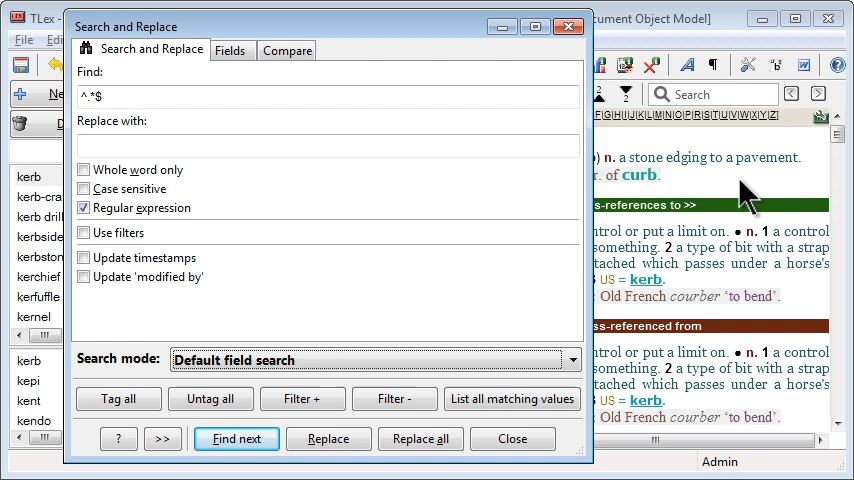 TLex -
cument Object Model]
File Edi
Search and Replace
Search and Replace Fields Compare
Find:
^.*$
Replace with:
Whole word only
Case sensitive
Regular expression
Use filters
Update timestamps
Update 'modified by'
Search mode: Default field search
Tag all Untag all Filter + Filter - List all matching values
? >> Find next Replace Replace all Close
Ne
D
kerb
kerb-cra
kerb drill
kerbside
kerbston
kerchief
kerfuffle
kernel
kerb
kepi
kent
kendo
Search
F|G|H|I|J|K|L|M|N|O|P|R|S|T|U|V|W|X|Y|Z]
) n. a stone edging to a pavement.
r. of curb.
ss-references to >>
ntrol or put a limit on. ● n. 1 a control
something. 2 a type of bit with a strap
tached which passes under a horse's
US = kerb.
: Old French courber ‘to bend’.
ss-referenced from
ntrol or put a limit on. ● n. 1 a control
something. 2 a type of bit with a strap
tached which passes under a horse's
US = kerb.
: Old French courber ‘to bend’.
Admin